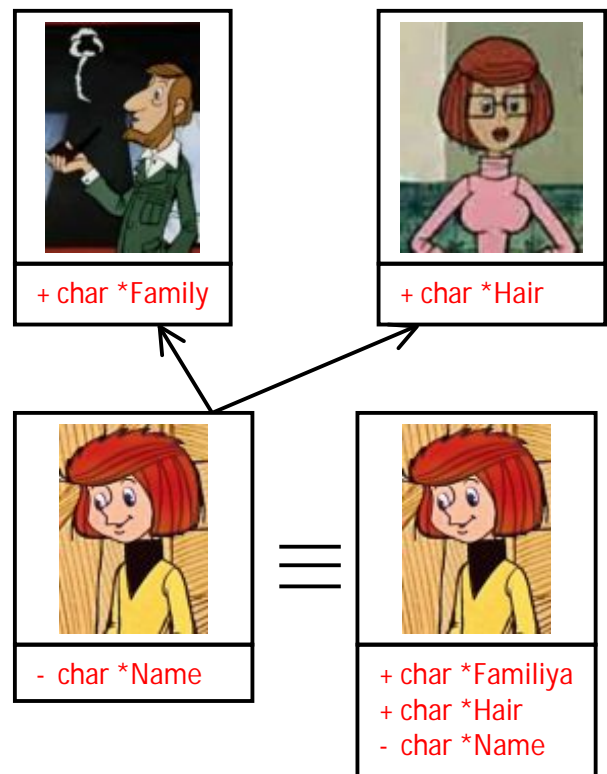 + char *Family
+ char *Hair
- char *Name
+ char *Familiya
+ char *Hair
- char *Name